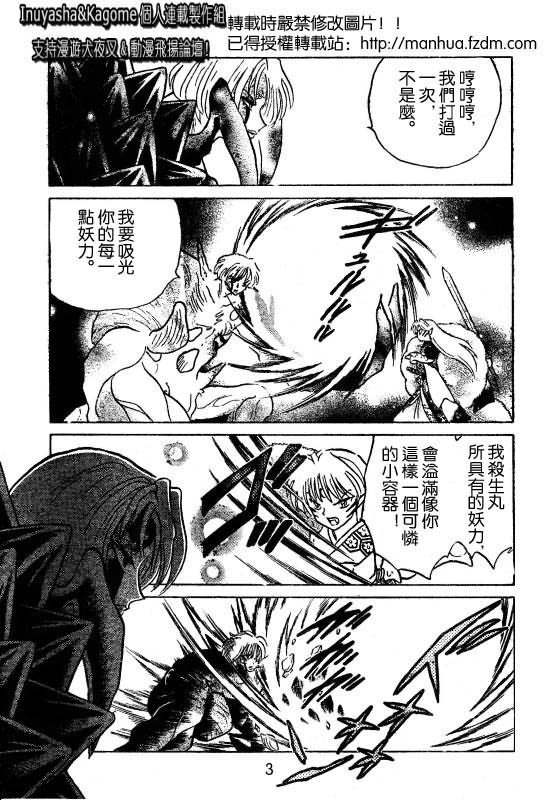 Inuyasha&Kagome 個人連載製作組
支持漫遊犬夜叉 & 動漫飛揚論壇!
轉載時嚴禁修改圖片!!
已得授權轉載站: http://manhua.fzdm.com
哼哼哼,
我們打過
一次,
不是麼。
我要吸光
你的每一
點妖力。
我殺生丸
所具有的妖力,
會溢滿像你
這樣一個可憐
的小容器!
3